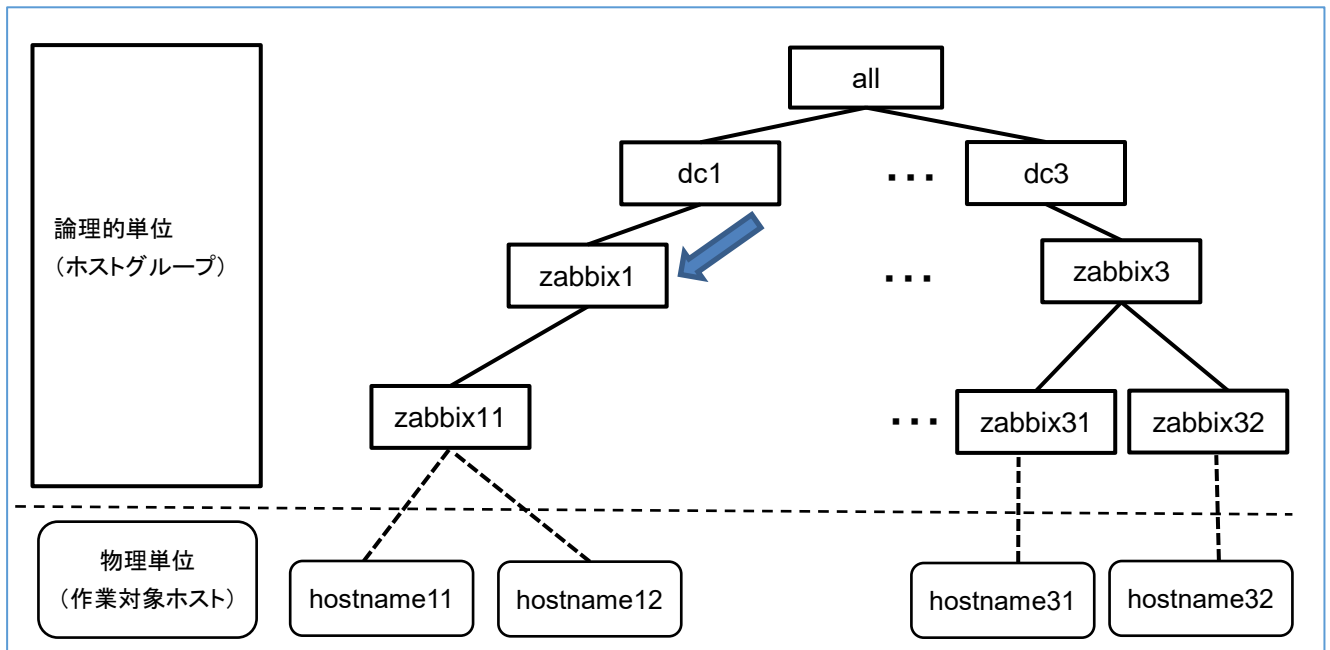 all
dc1
...
dc3
論理的単位
（ホストグループ）
zabbix1
...
zabbix3
zabbix11
...
zabbix31
zabbix32
物理単位
（作業対象ホスト）
hostname11
hostname12
hostname31
hostname32